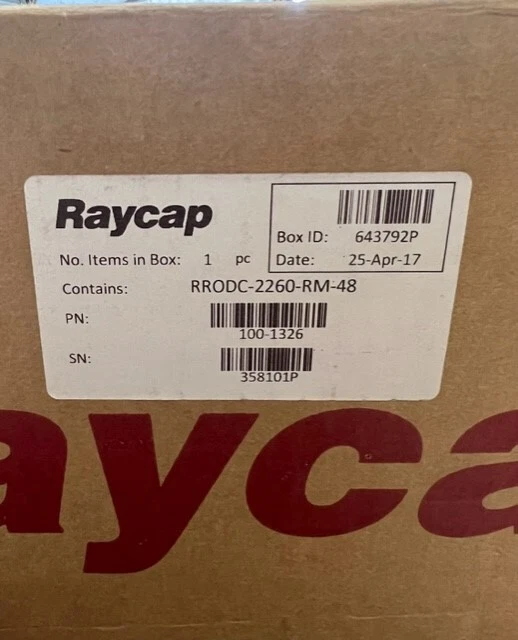 Raycap
Box ID: 643792P
No. Items in Box: 1 pc
Date: 25-Apr-17
Contains: RRODC-2260-RM-48
PN:
100-1326
SN:
358101P
ayca